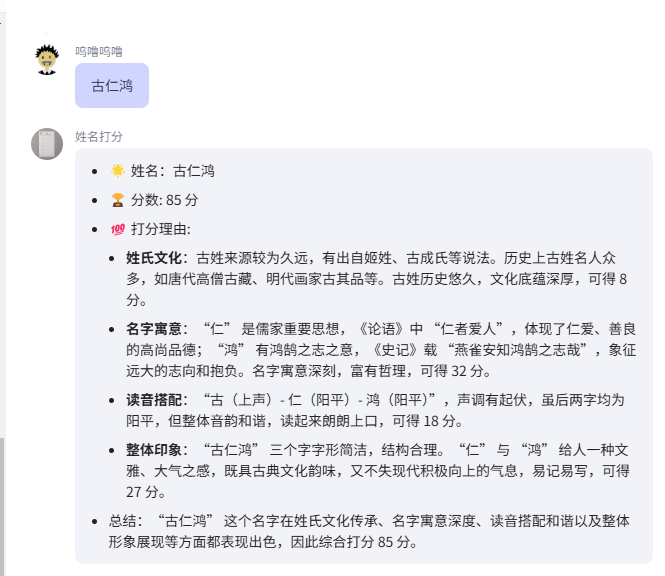 呜噜呜噜
古仁鸿
姓名打分
🌟 姓名：古仁鸿
🏆 分数: 85 分
💯 打分理由:
姓氏文化：古姓来源较为久远，有出自姬姓、古成氏等说法。历史上古姓名人众
多，如唐代高僧古藏、明代画家古其品等。古姓历史悠久，文化底蕴深厚，可得 8
分。
名字寓意：“仁” 是儒家重要思想，《论语》中 “仁者爱人”，体现了仁爱、善良
的高尚品德；“鸿” 有鸿鹄之志之意，《史记》载 “燕雀安知鸿鹄之志哉”，象征
远大的志向和抱负。名字寓意深刻，富有哲理，可得 32 分。
读音搭配：“古（上声）- 仁（阳平）- 鸿（阳平）”，声调有起伏，虽后两字均为
阳平，但整体音韵和谐，读起来朗朗上口，可得 18 分。
整体印象：“古仁鸿” 三个字字形简洁，结构合理。“仁” 与 “鸿” 给人一种文
雅、大气之感，既具古典文化韵味，又不失现代积极向上的气息，易记易写，可得
27 分。
总结：“古仁鸿” 这个名字在姓氏文化传承、名字寓意深度、读音搭配和谐以及整体
形象展现等方面都表现出色，因此综合打分 85 分。